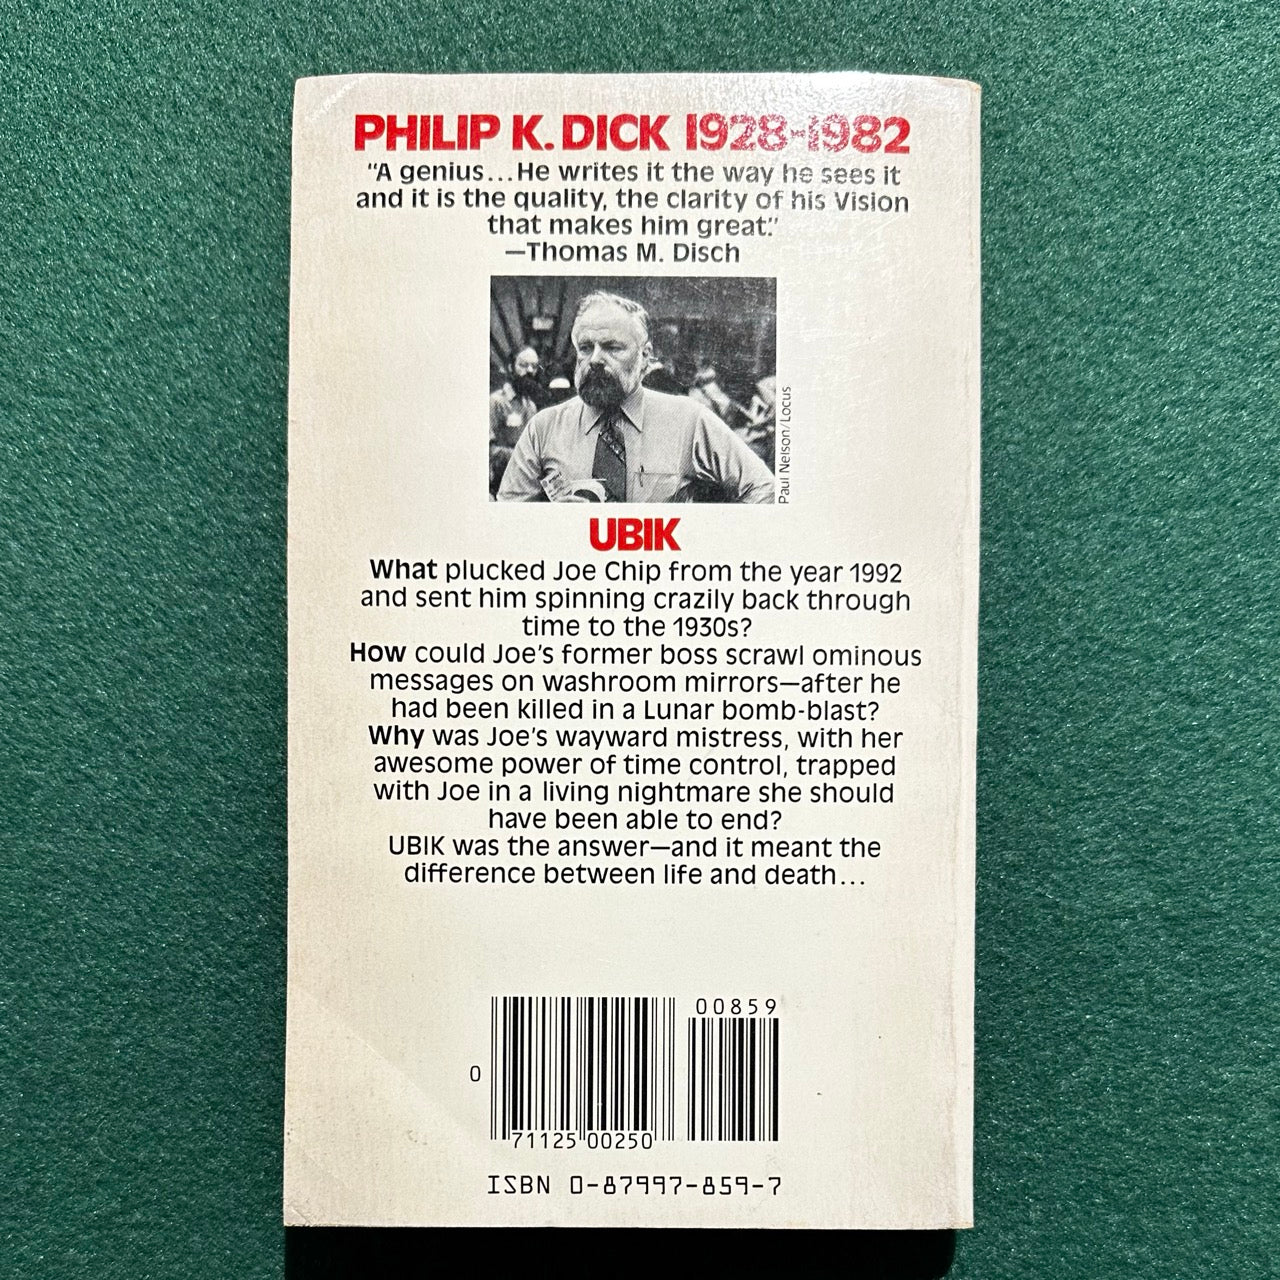 PHILIP K. DICK 1928-1982
“A genius...He writes it the way he sees it
and it is the quality, the clarity of his Vision
that makes him great.”
—Thomas M. Disch
Paul Nelson/Locus
UBIK
What plucked Joe Chip from the year 1992
and sent him spinning crazily back through
time to the 1930s?
How could Joe’s former boss scrawl ominous
messages on washroom mirrors—after he
had been killed in a Lunar bomb-blast?
Why was Joe’s wayward mistress, with her
awesome power of time control, trapped
with Joe in a living nightmare she should
have been able to end?
UBIK was the answer—and it meant the
difference between life and death...
00859
0
71125 00250
ISBN 0-87997-859-7